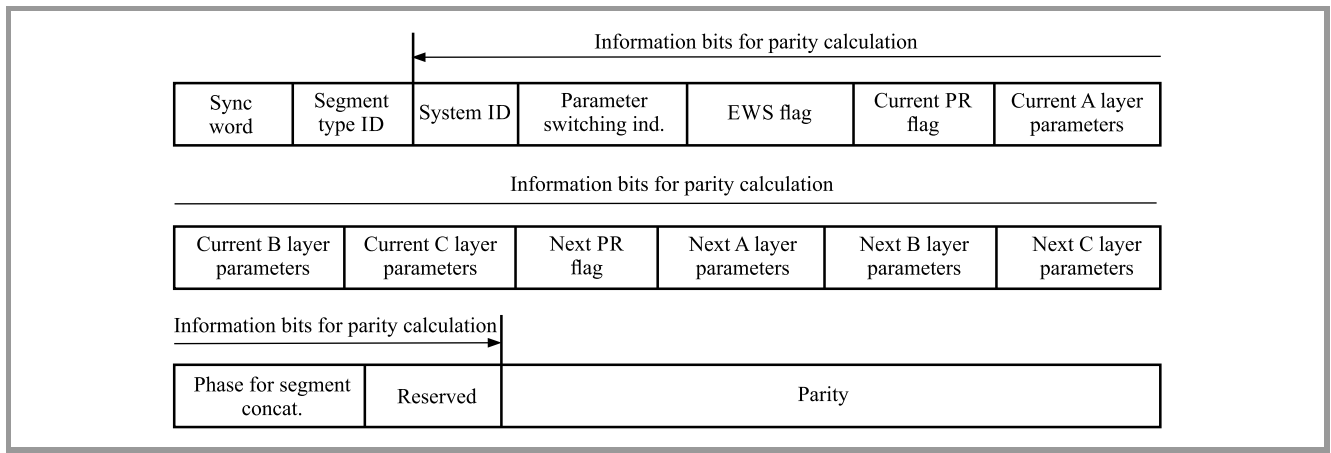 Information bits for parity calculation
Sync word
Segment type ID
System ID
Parameter switching ind.
EWS flag
Current PR flag
Current A layer parameters
Information bits for parity calculation
Current B layer parameters
Current C layer parameters
Next PR flag
Next A layer parameters
Next B layer parameters
Next C layer parameters
Information bits for parity calculation
Phase for segment concat.
Reserved
Parity